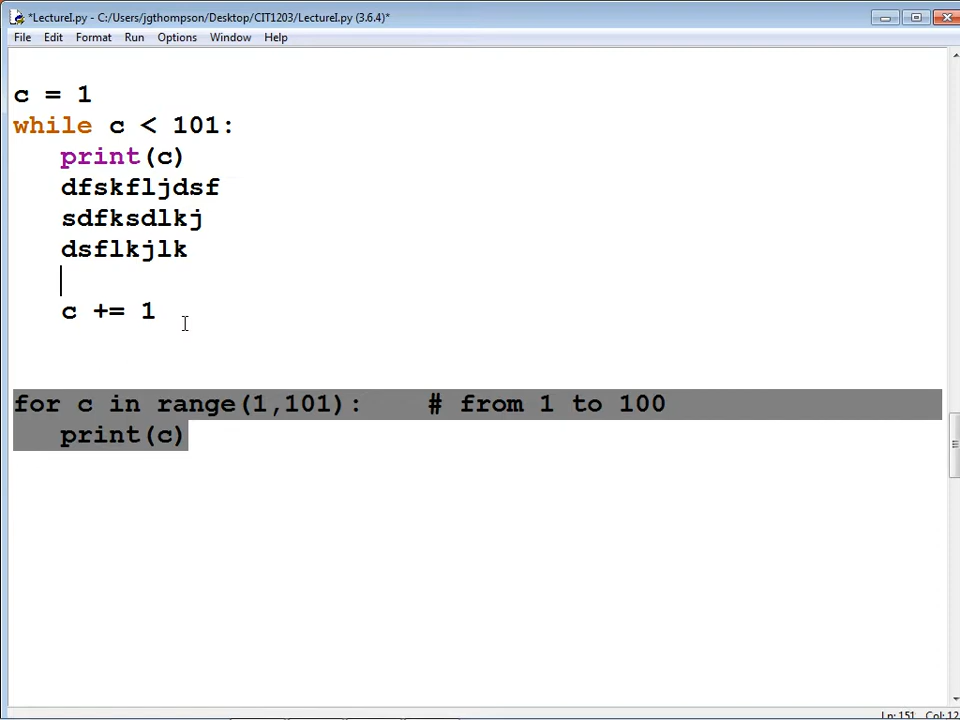 *LectureI.py - C:/Users/jgthompson/Desktop/CIT1203/LectureI.py (3.6.4)*
File Edit Format Run Options Window Help
c = 1
while c < 101:
   print(c)
   dfskfljdsf
   sdfksdlkj
   dsflkjlk
   c += 1
for c in range(1,101):    # from 1 to 100
   print(c)
Ln: 151 Col: 12